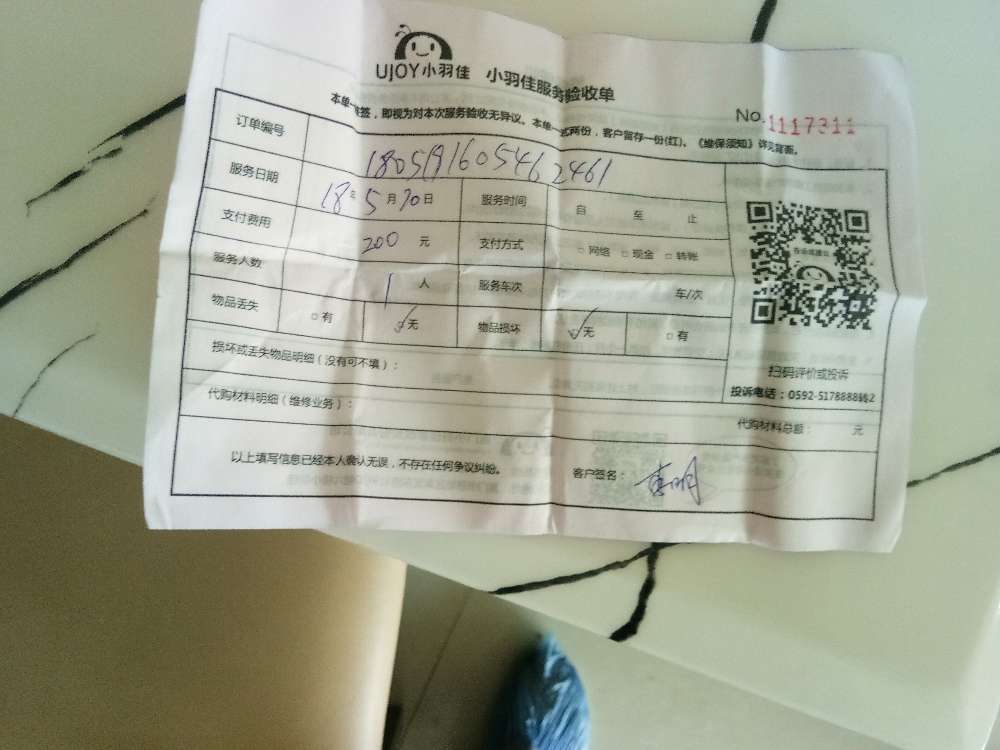 UJOY小羽佳 小羽佳服务验收单
No.1117311
本单一经签，即视为对本次服务验收无异议。本单一式两份，客户留存一份(红)。《维保须知》详见背面。
订单编号 1805191605462461
服务日期 18年5月30日 服务时间 自 至 止
支付费用 200 元 支付方式 □网络 □现金 □转账
服务人数 1 人 服务车次 车/次
物品丢失 □有 ☑无 物品损坏 ☑无 □有
损坏或丢失物品明细（没有可不填）：
扫码评价或投诉
投诉电话：0592-5178888转2
代购材料明细（维修业务）： 代购材料总额： 元
以上填写信息已经本人确认无误，不存在任何争议纠纷。 客户签名：